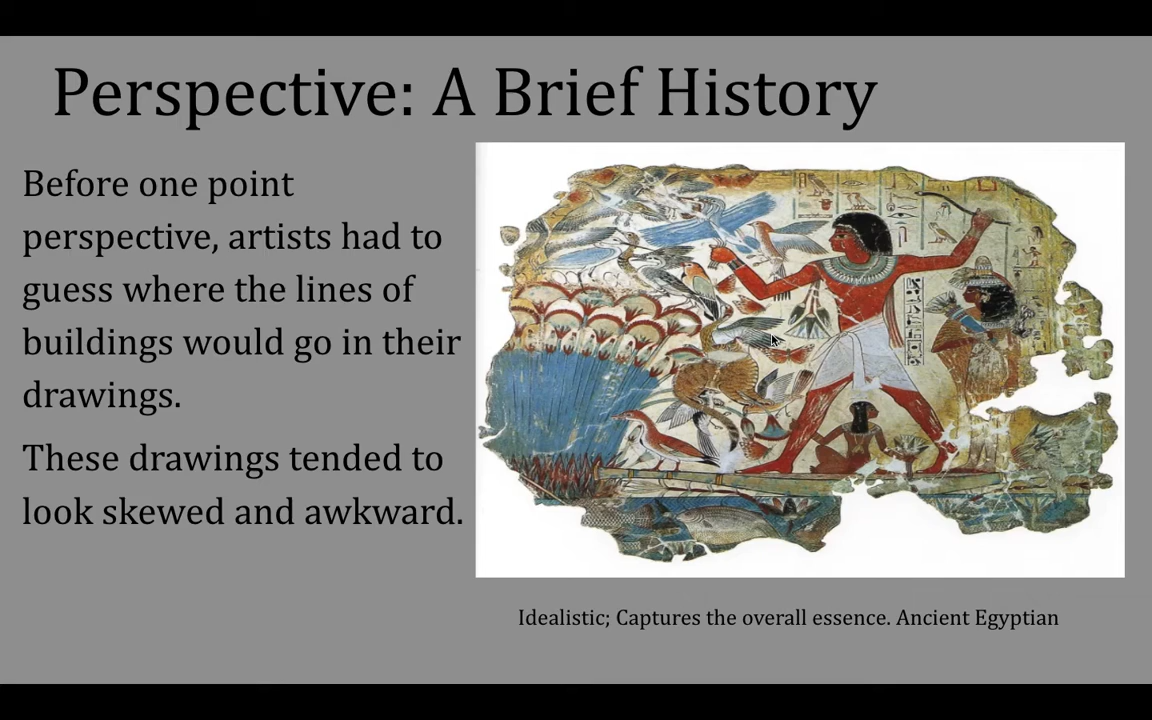 Perspective: A Brief History
Before one point
perspective, artists had to
guess where the lines of
buildings would go in their
drawings.
These drawings tended to
look skewed and awkward.
Idealistic; Captures the overall essence. Ancient Egyptian